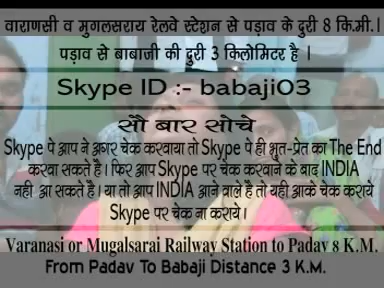 वाराणसी व मुगलसराय रेलवे स्टेशन से पड़ाव के दुरी 8 कि.मी.।
पड़ाव से बाबाजी की दुरी 3 किलोमिटर है ।
Skype ID :- babaji03
सौ बार सोचे
Skype पे आप ने अगर चेक करवाया तो Skype पे ही भुत-प्रेत का The End
करवा सकते है। फिर आप Skype पर चेक करवाने के बाद INDIA
नही आ सकते है। या तो आप INDIA आने वाले है तो यही आके चेक कराये
Skype पर चेक ना कराये।
Varanasi or Mugalsarai Railway Station to Padav 8 K.M.
From Padav To Babaji Distance 3 K.M.